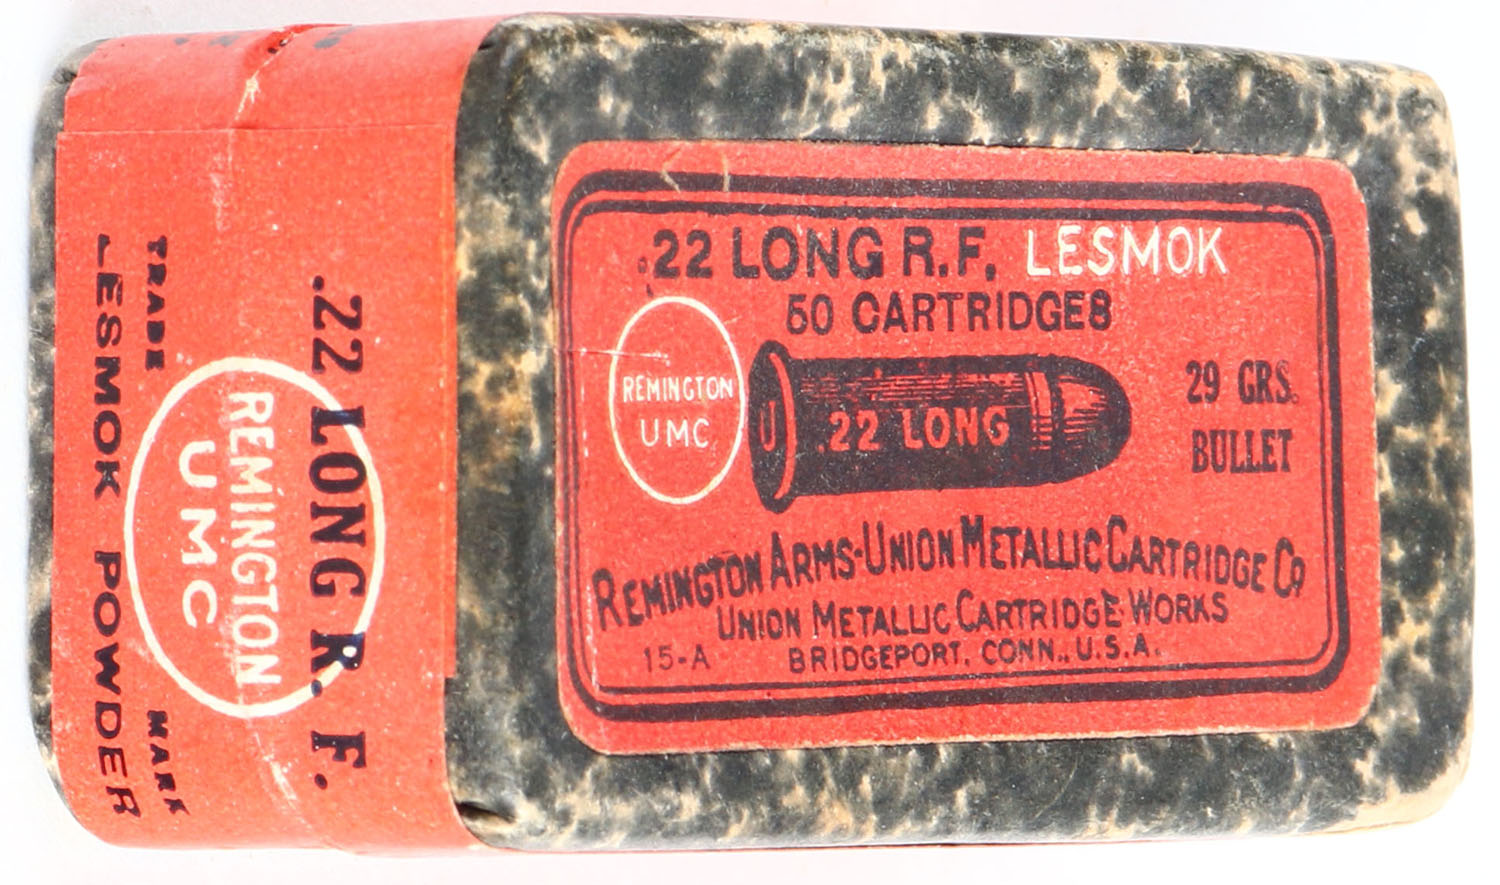 .22 LONG R.F. LESMOK
50 CARTRIDGES
REMINGTON
UMC
U
.22 LONG
29 GRS.
BULLET
REMINGTON ARMS-UNION METALLIC CARTRIDGE CO
UNION METALLIC CARTRIDGE WORKS
15-A
BRIDGEPORT, CONN., U.S.A.
.22 LONG R. F.
REMINGTON
UMC
TRADE MARK
LESMOK POWDER